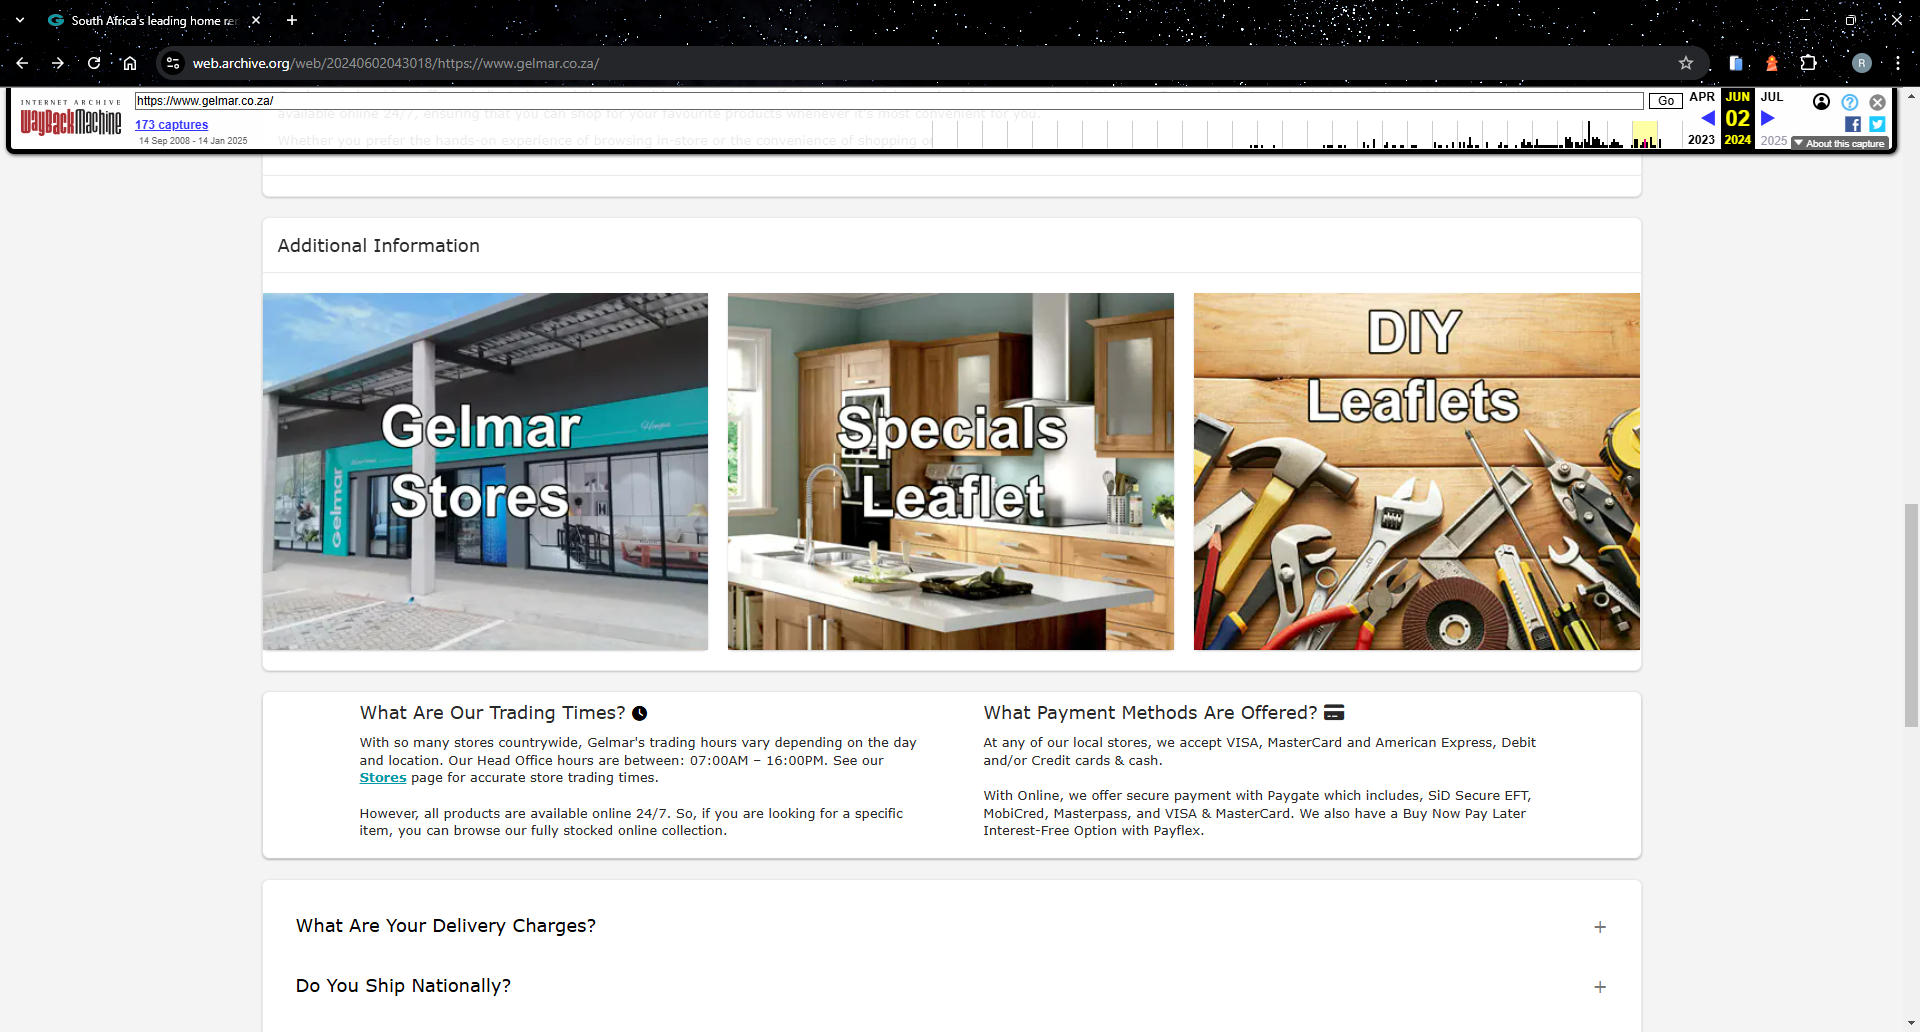 South Africa's leading home re
web.archive.org/web/20240602043018/https://www.gelmar.co.za/
INTERNET ARCHIVE
WayBackMachine
https://www.gelmar.co.za/
Go
173 captures
14 Sep 2008 - 14 Jan 2025
APR JUN JUL
02
2023 2024 2025
About this capture
R
available online 24/7, ensuring that you can shop for your favourite products whenever it's most convenient for you.
Whether you prefer the hands-on experience of browsing in-store or the convenience of shopping o
Additional Information
Gelmar
Stores
Gelmar
Specials
Leaflet
DIY
Leaflets
What Are Our Trading Times?
With so many stores countrywide, Gelmar's trading hours vary depending on the day
and location. Our Head Office hours are between: 07:00AM – 16:00PM. See our
Stores page for accurate store trading times.
However, all products are available online 24/7. So, if you are looking for a specific
item, you can browse our fully stocked online collection.
What Payment Methods Are Offered?
At any of our local stores, we accept VISA, MasterCard and American Express, Debit
and/or Credit cards & cash.
With Online, we offer secure payment with Paygate which includes, SiD Secure EFT,
MobiCred, Masterpass, and VISA & MasterCard. We also have a Buy Now Pay Later
Interest-Free Option with Payflex.
What Are Your Delivery Charges?
+
Do You Ship Nationally?
+